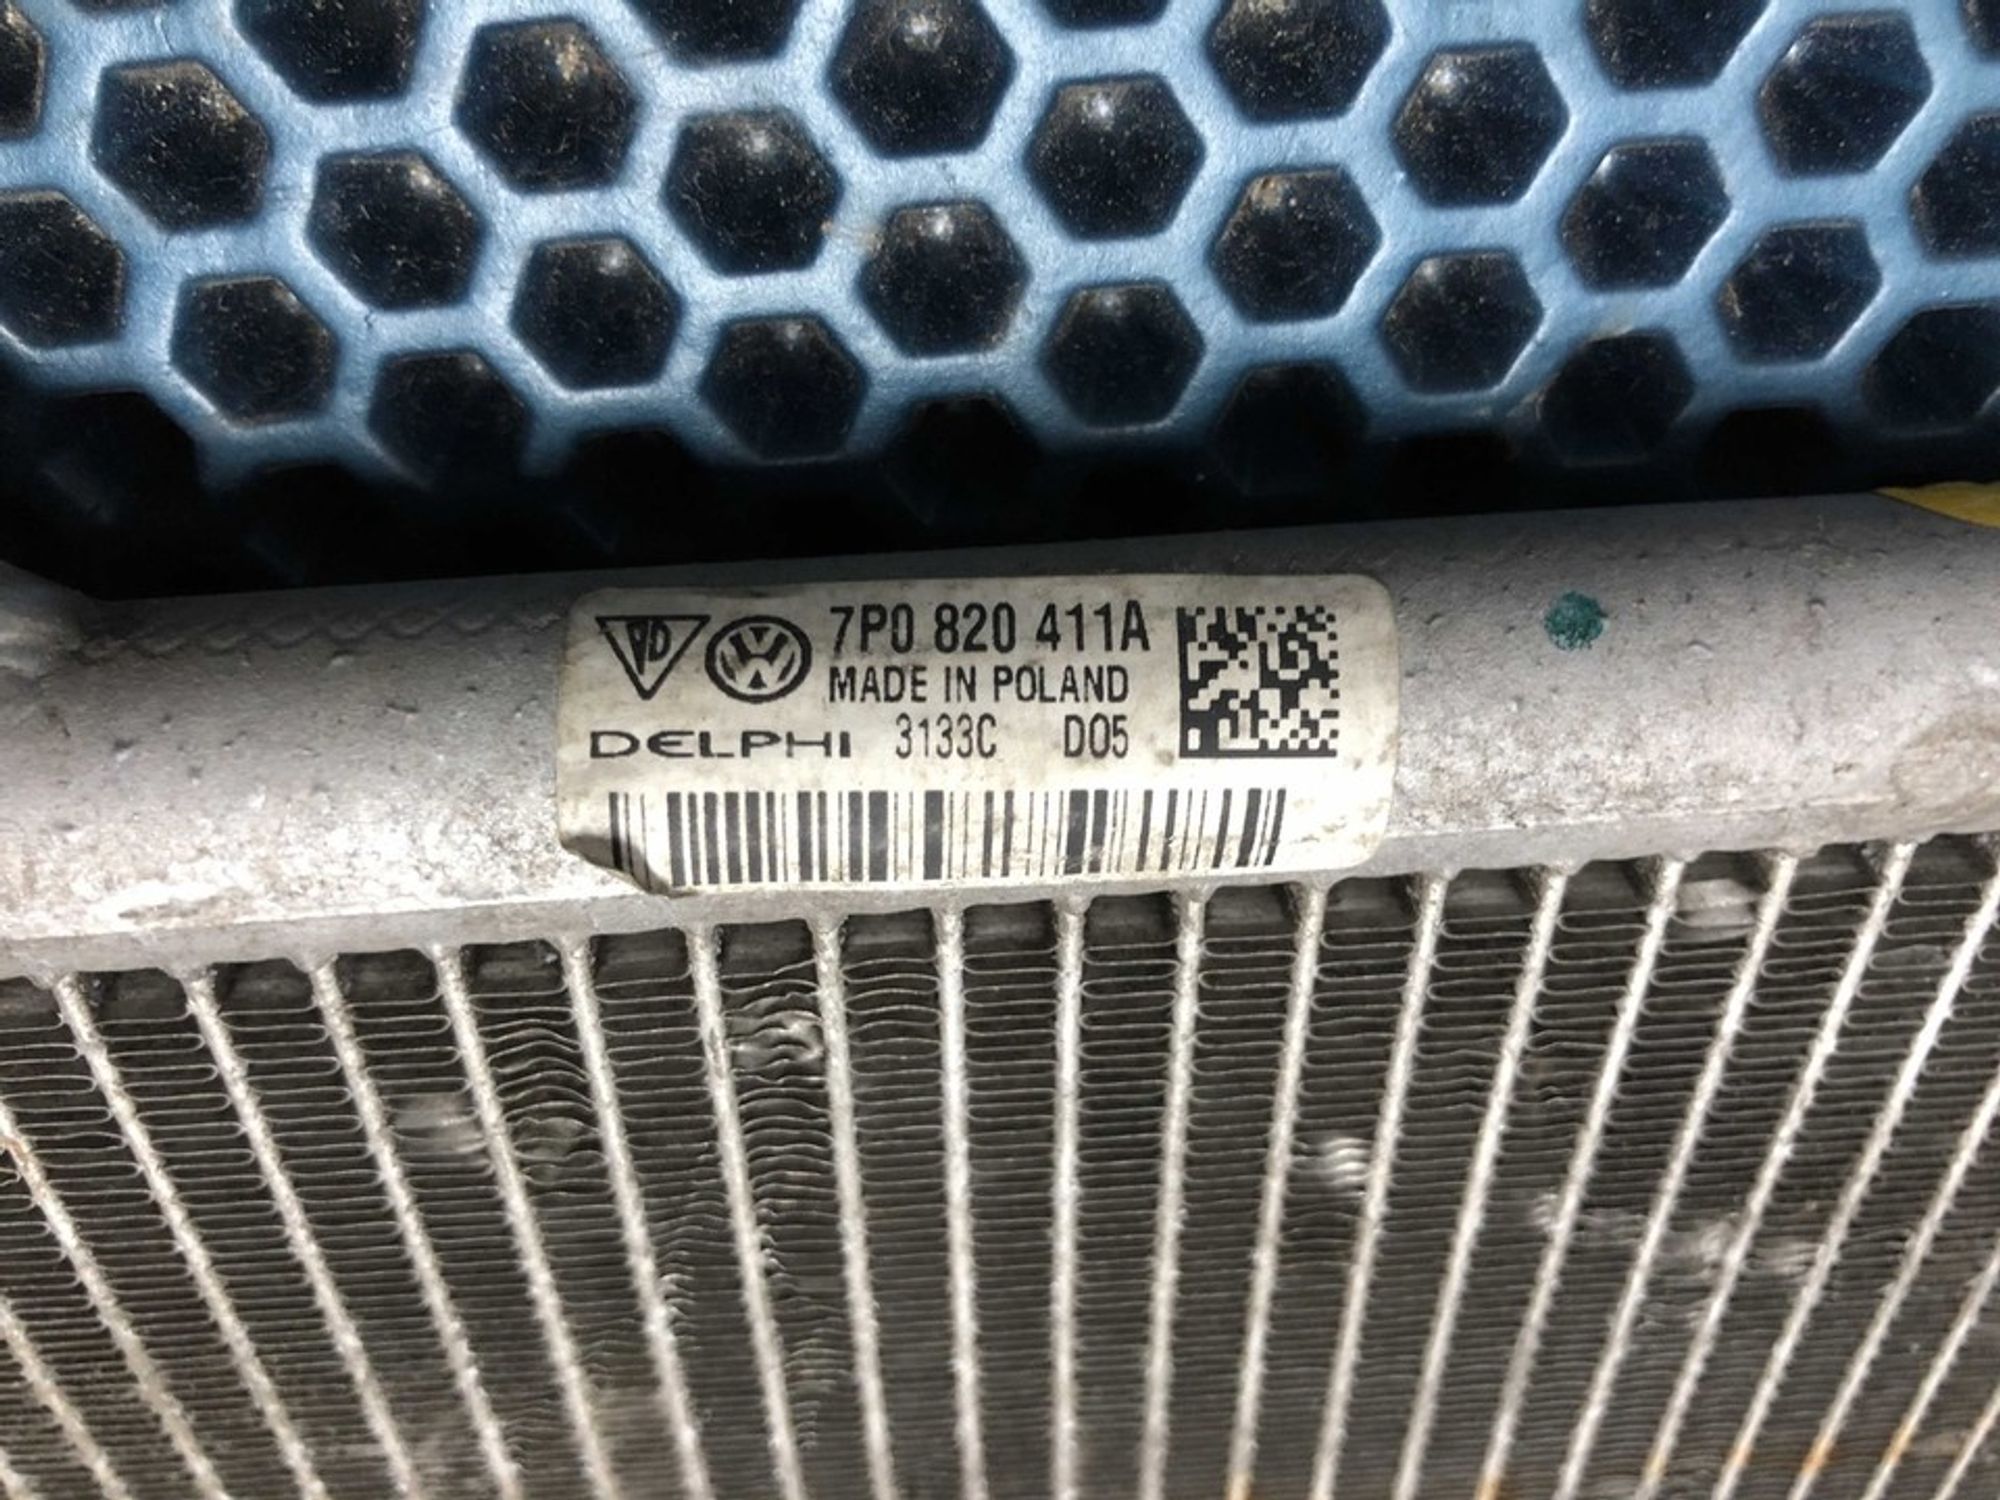 7P0 820 411A
MADE IN POLAND
DELPHI 3133C D05